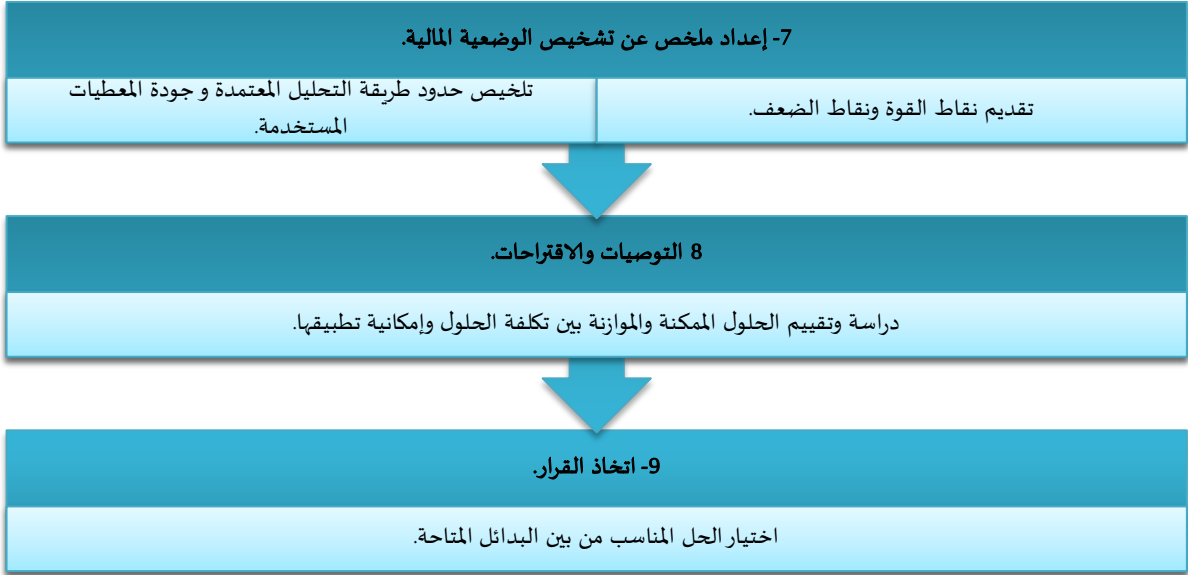 7- إعداد ملخص عن تشخيص الوضعية المالية.
تقديم نقاط القوة ونقاط الضعف.
تلخيص حدود طريقة التحليل المعتمدة و جودة المعطيات
المستخدمة.
8 التوصيات والاقتراحات.
دراسة وتقييم الحلول الممكنة والموازنة بين تكلفة الحلول وإمكانية تطبيقها.
9- اتخاذ القرار.
اختيار الحل المناسب من بين البدائل المتاحة.